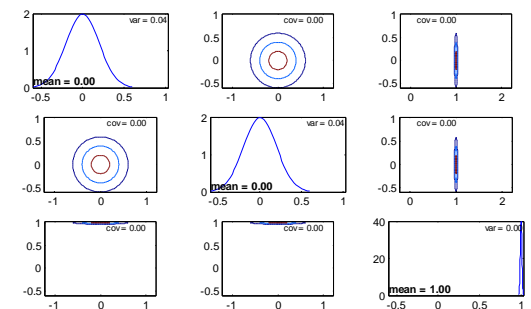 2
var = 0.04
1
mean = 0.00
0
-0.5 0 0.5 1
1
cov = 0.00
0.5
0
-0.5
-1 0 1
1
cov = 0.00
0.5
0
-0.5
0 1 2
1
cov = 0.00
0.5
0
-0.5
-1 0 1
2
var = 0.04
1
mean = 0.00
0
-0.5 0 0.5 1
1
cov = 0.00
0.5
0
-0.5
0 1 2
1
cov = 0.00
0.5
0
-0.5
-1 0 1
1
cov = 0.00
0.5
0
-0.5
-1 0 1
40
var = 0.00
20
mean = 1.00
0
-0.5 0 0.5 1